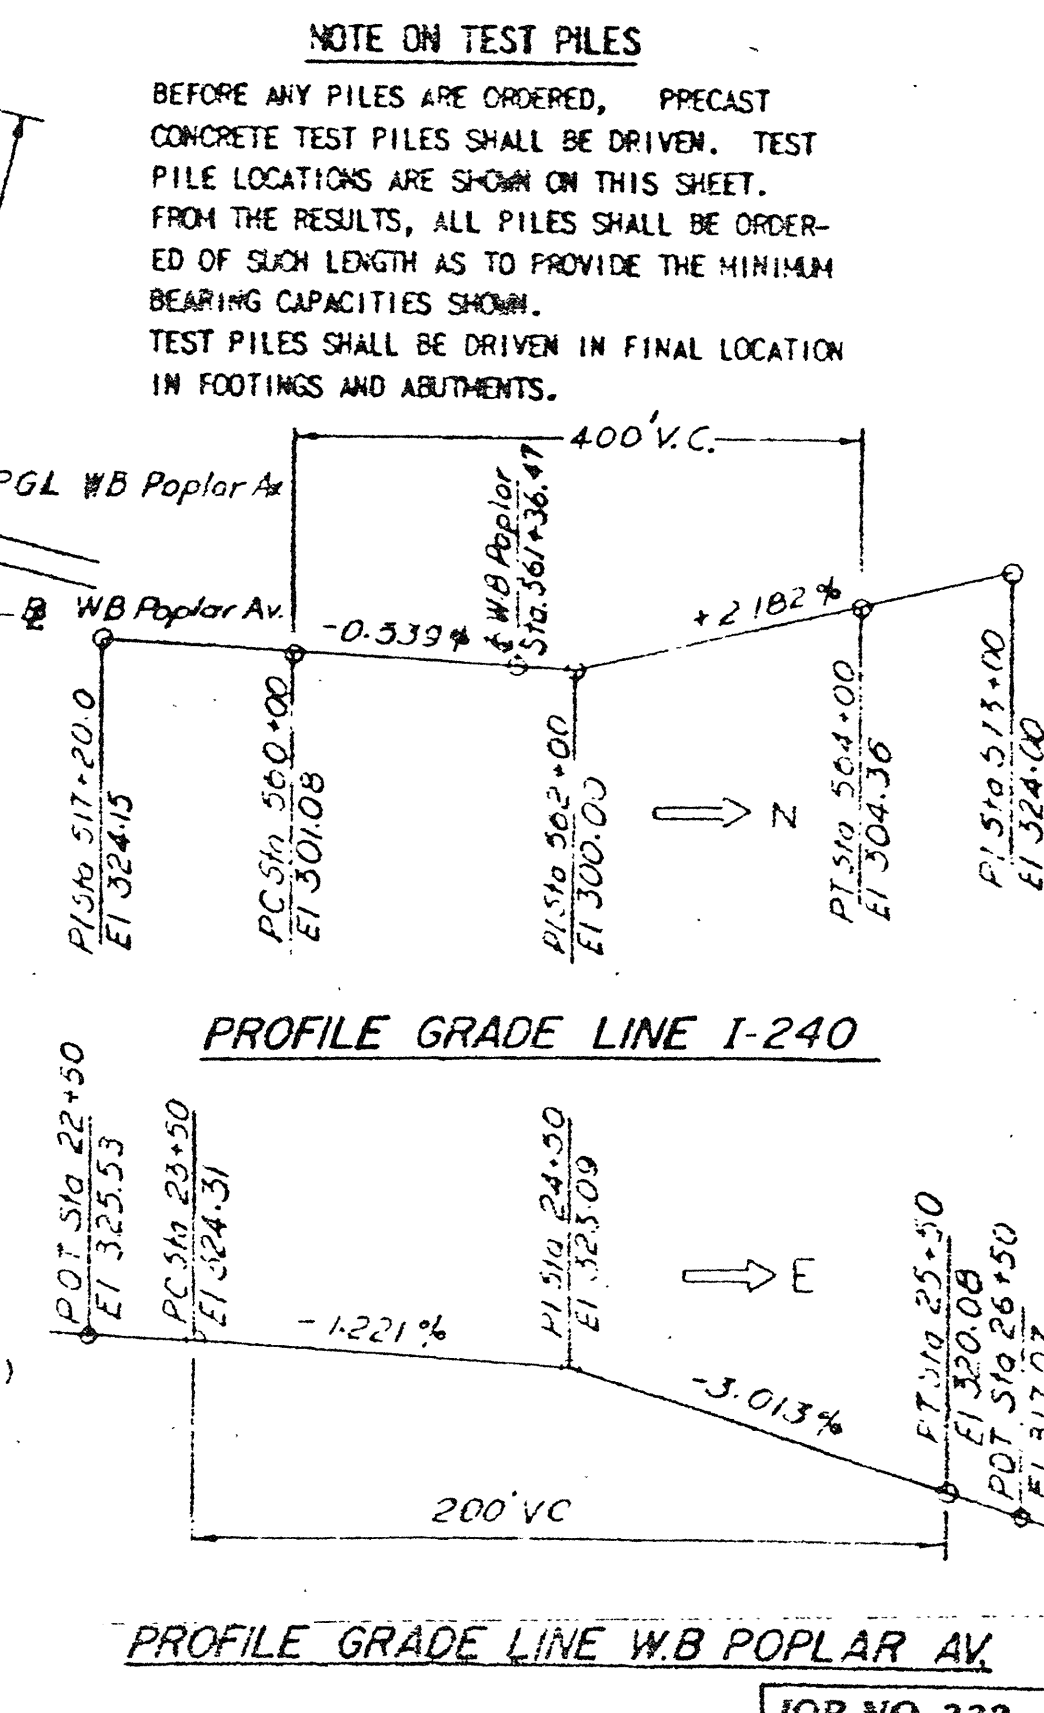 NOTE ON TEST PILES
BEFORE ANY PILES ARE ORDERED, PRECAST
CONCRETE TEST PILES SHALL BE DRIVEN. TEST
PILE LOCATIONS ARE SHOWN ON THIS SHEET.
FROM THE RESULTS, ALL PILES SHALL BE ORDER-
ED OF SUCH LENGTH AS TO PROVIDE THE MINIMUM
BEARING CAPACITIES SHOWN.
TEST PILES SHALL BE DRIVEN IN FINAL LOCATION
IN FOOTINGS AND ABUTMENTS.
400' V.C.
PGL WB Poplar Av
WB Poplar Av.
-0.539%
WB Poplar
Sta. 561+36.47
+2.182%
PI Sta 517+20.0
El 324.15
PC Sta 560+00
El 301.08
PI Sta 562+00
El 300.00
N
PT Sta 564+00
El 304.36
PI Sta 573+00
El 324.00
PROFILE GRADE LINE I-240
POT Sta 22+50
El 325.53
PC Sta 23+50
El 324.31
PI Sta 24+50
El 323.09
E
-1.221%
-3.013%
PT Sta 25+50
El 320.08
POT Sta 26+50
200' VC
PROFILE GRADE LINE W.B POPLAR AV.
JOB NO.